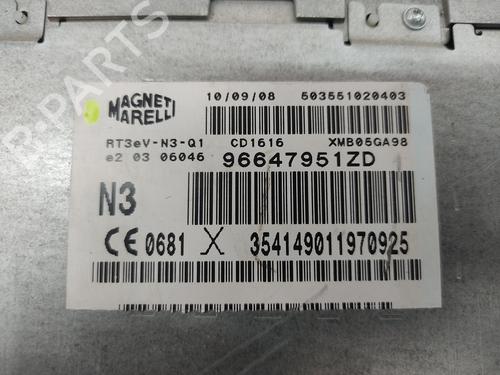 MAGNETI MARELLI
10/09/08 503551020403
RT3eV-N3-Q1 CD1616 XMB05GA98
e2 03 06046 96647951ZD
N3
CE 0681 X 354149011970925